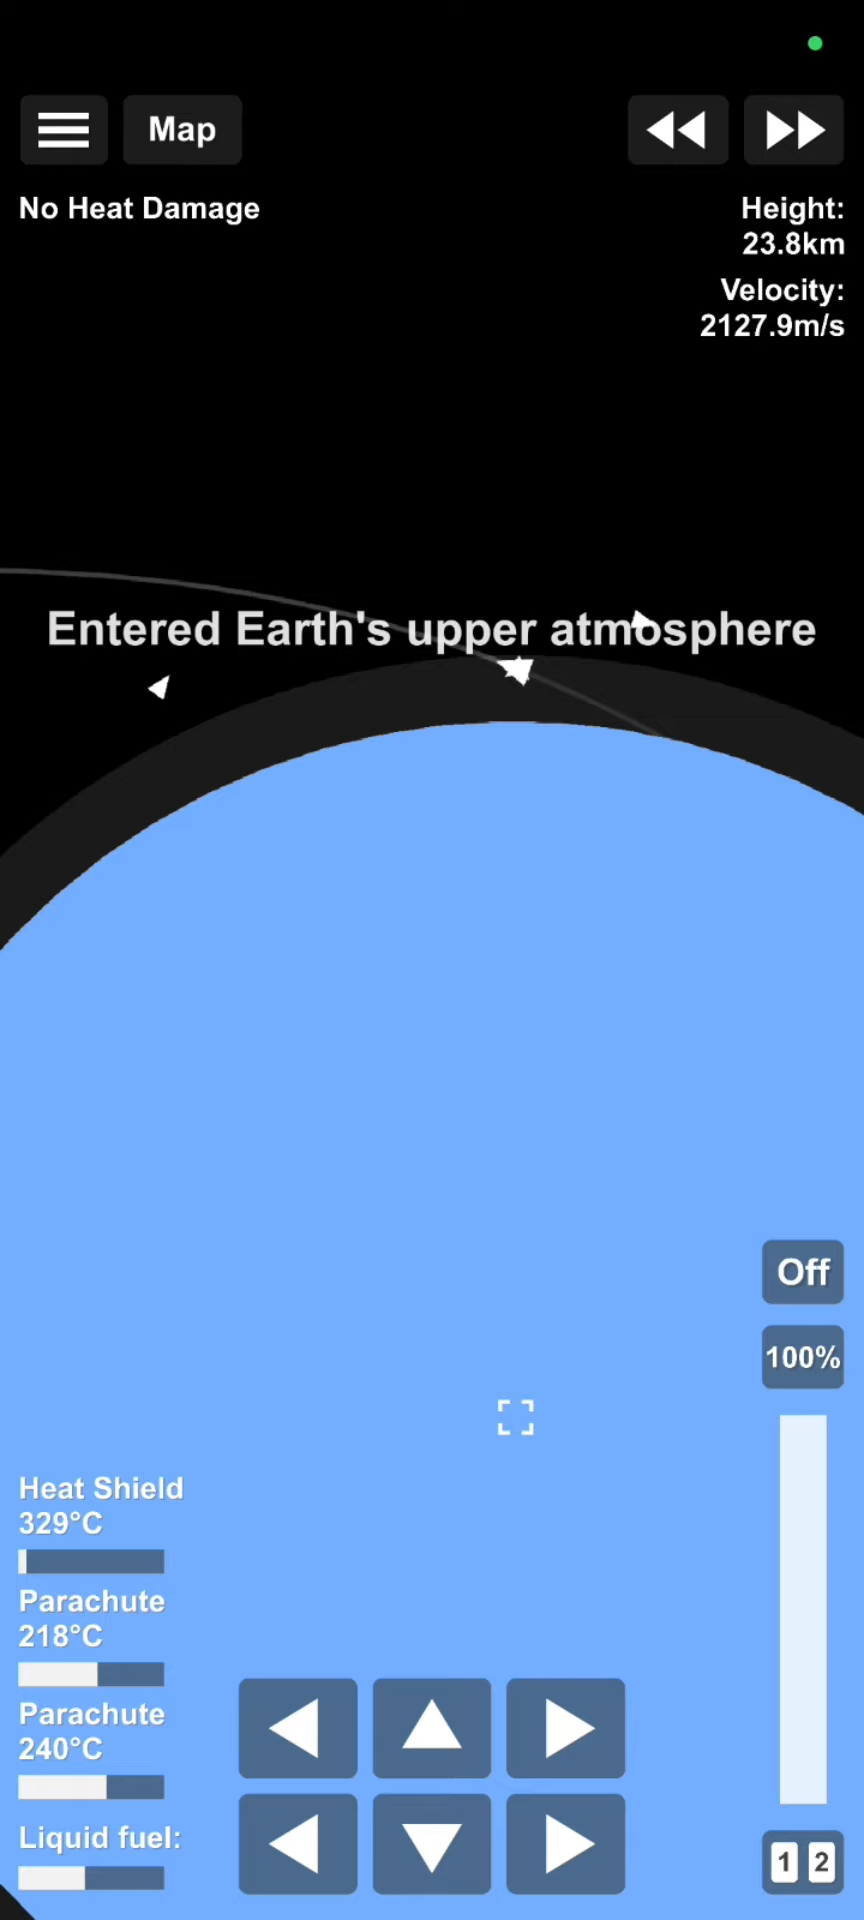 Map
No Heat Damage
Height:
23.8km
Velocity:
2127.9m/s
Entered Earth's upper atmosphere
Off
100%
Heat Shield
329°C
Parachute
218°C
Parachute
240°C
Liquid fuel:
1 2